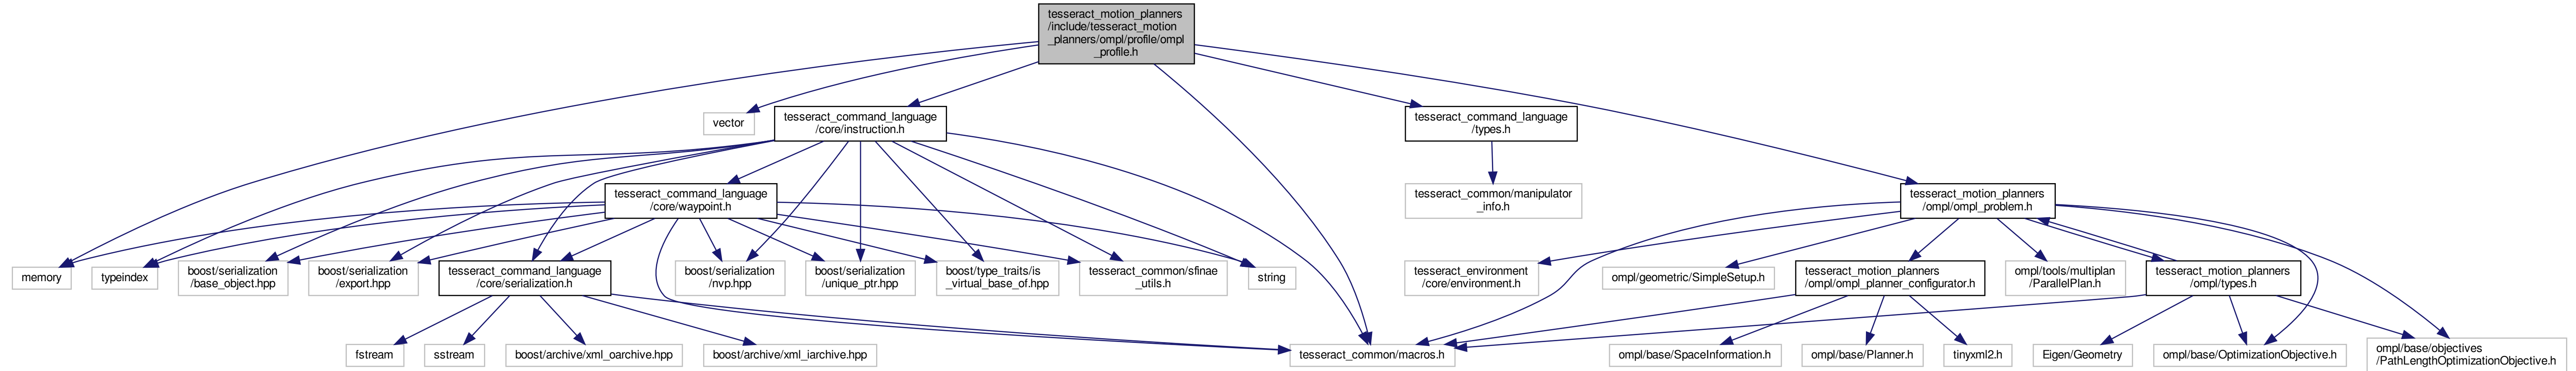 tesseract_motion_planners
/include/tesseract_motion
_planners/ompl/profile/ompl
_profile.h
vector
tesseract_command_language
/core/instruction.h
tesseract_command_language
/types.h
tesseract_command_language
/core/waypoint.h
tesseract_common/manipulator
_info.h
tesseract_motion_planners
/ompl/ompl_problem.h
memory
typeindex
boost/serialization
/base_object.hpp
boost/serialization
/export.hpp
tesseract_command_language
/core/serialization.h
boost/serialization
/nvp.hpp
boost/serialization
/unique_ptr.hpp
boost/type_traits/is
_virtual_base_of.hpp
tesseract_common/sfinae
_utils.h
string
tesseract_environment
/core/environment.h
ompl/geometric/SimpleSetup.h
tesseract_motion_planners
/ompl/ompl_planner_configurator.h
ompl/tools/multiplan
/ParallelPlan.h
tesseract_motion_planners
/ompl/types.h
fstream
sstream
boost/archive/xml_oarchive.hpp
boost/archive/xml_iarchive.hpp
tesseract_common/macros.h
ompl/base/SpaceInformation.h
ompl/base/Planner.h
tinyxml2.h
Eigen/Geometry
ompl/base/OptimizationObjective.h
ompl/base/objectives
/PathLengthOptimizationObjective.h